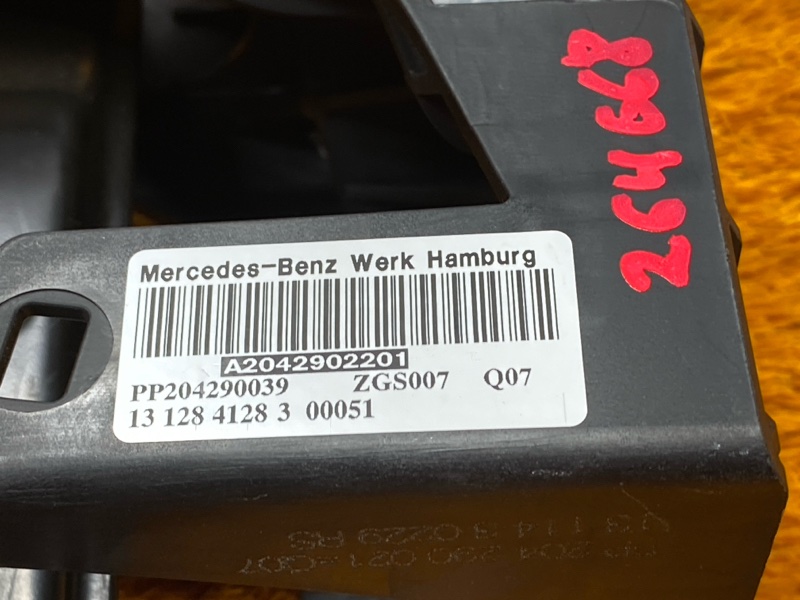 264668
Mercedes-Benz Werk Hamburg
A2042902201
PP204290039 ZGS007 Q07
13 128 4128 3 00051